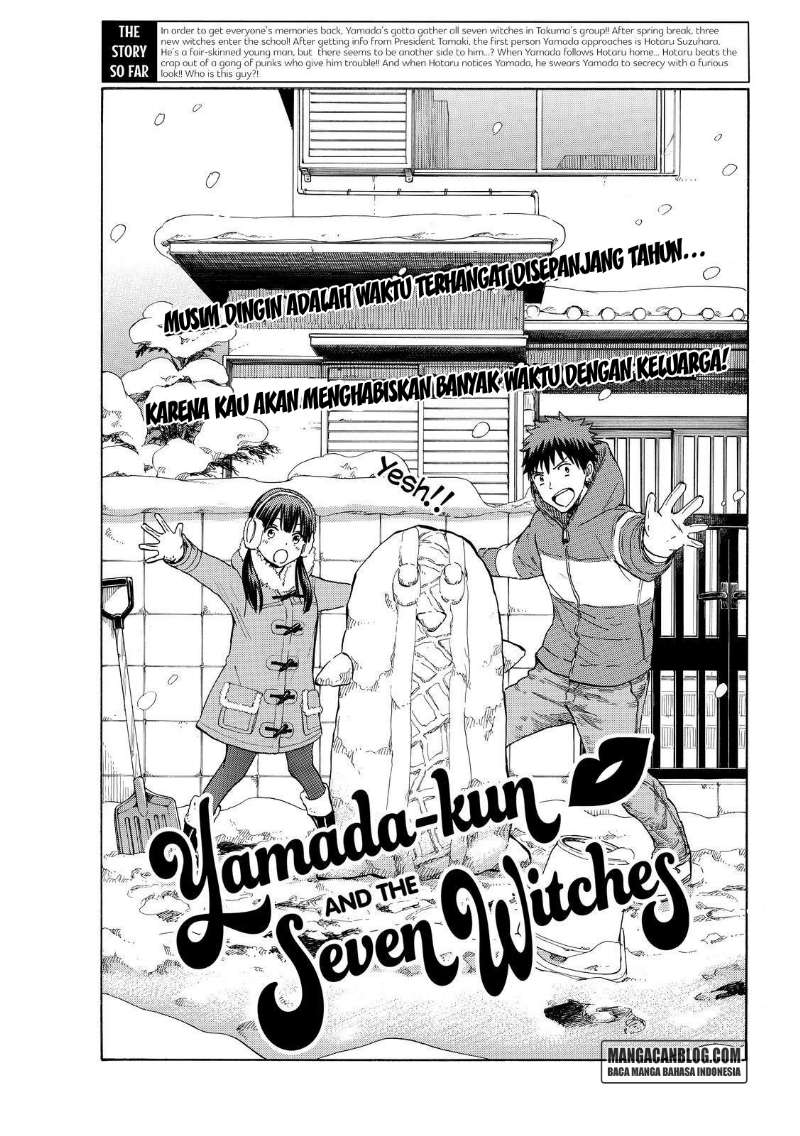 THE
STORY
SO FAR
In order to get everyone's memories back, Yamada's gotta gather all seven witches in Takuma's group!! After spring break, three
new witches enter the school!! After getting info from President Tamaki, the first person Yamada approaches is Hotaru Suzuhara.
He's a fair-skinned young man, but there seems to be another side to him...? When Yamada follows Hotaru home... Hotaru beats the
crap out of a gang of punks who give him trouble!! And when Hotaru notices Yamada, he swears Yamada to secrecy with a furious
look!! Who is this guy?!
MUSIM DINGIN ADALAH WAKTU TERHANGAT DISEPANJANG TAHUN...
KARENA KAU AKAN MENGHABISKAN BANYAK WAKTU DENGAN KELUARGA!
Yesh!!
Yamada-kun
AND THE
Seven Witches
MANGACANBLOG.COM
BACA MANGA BAHASA INDONESIA